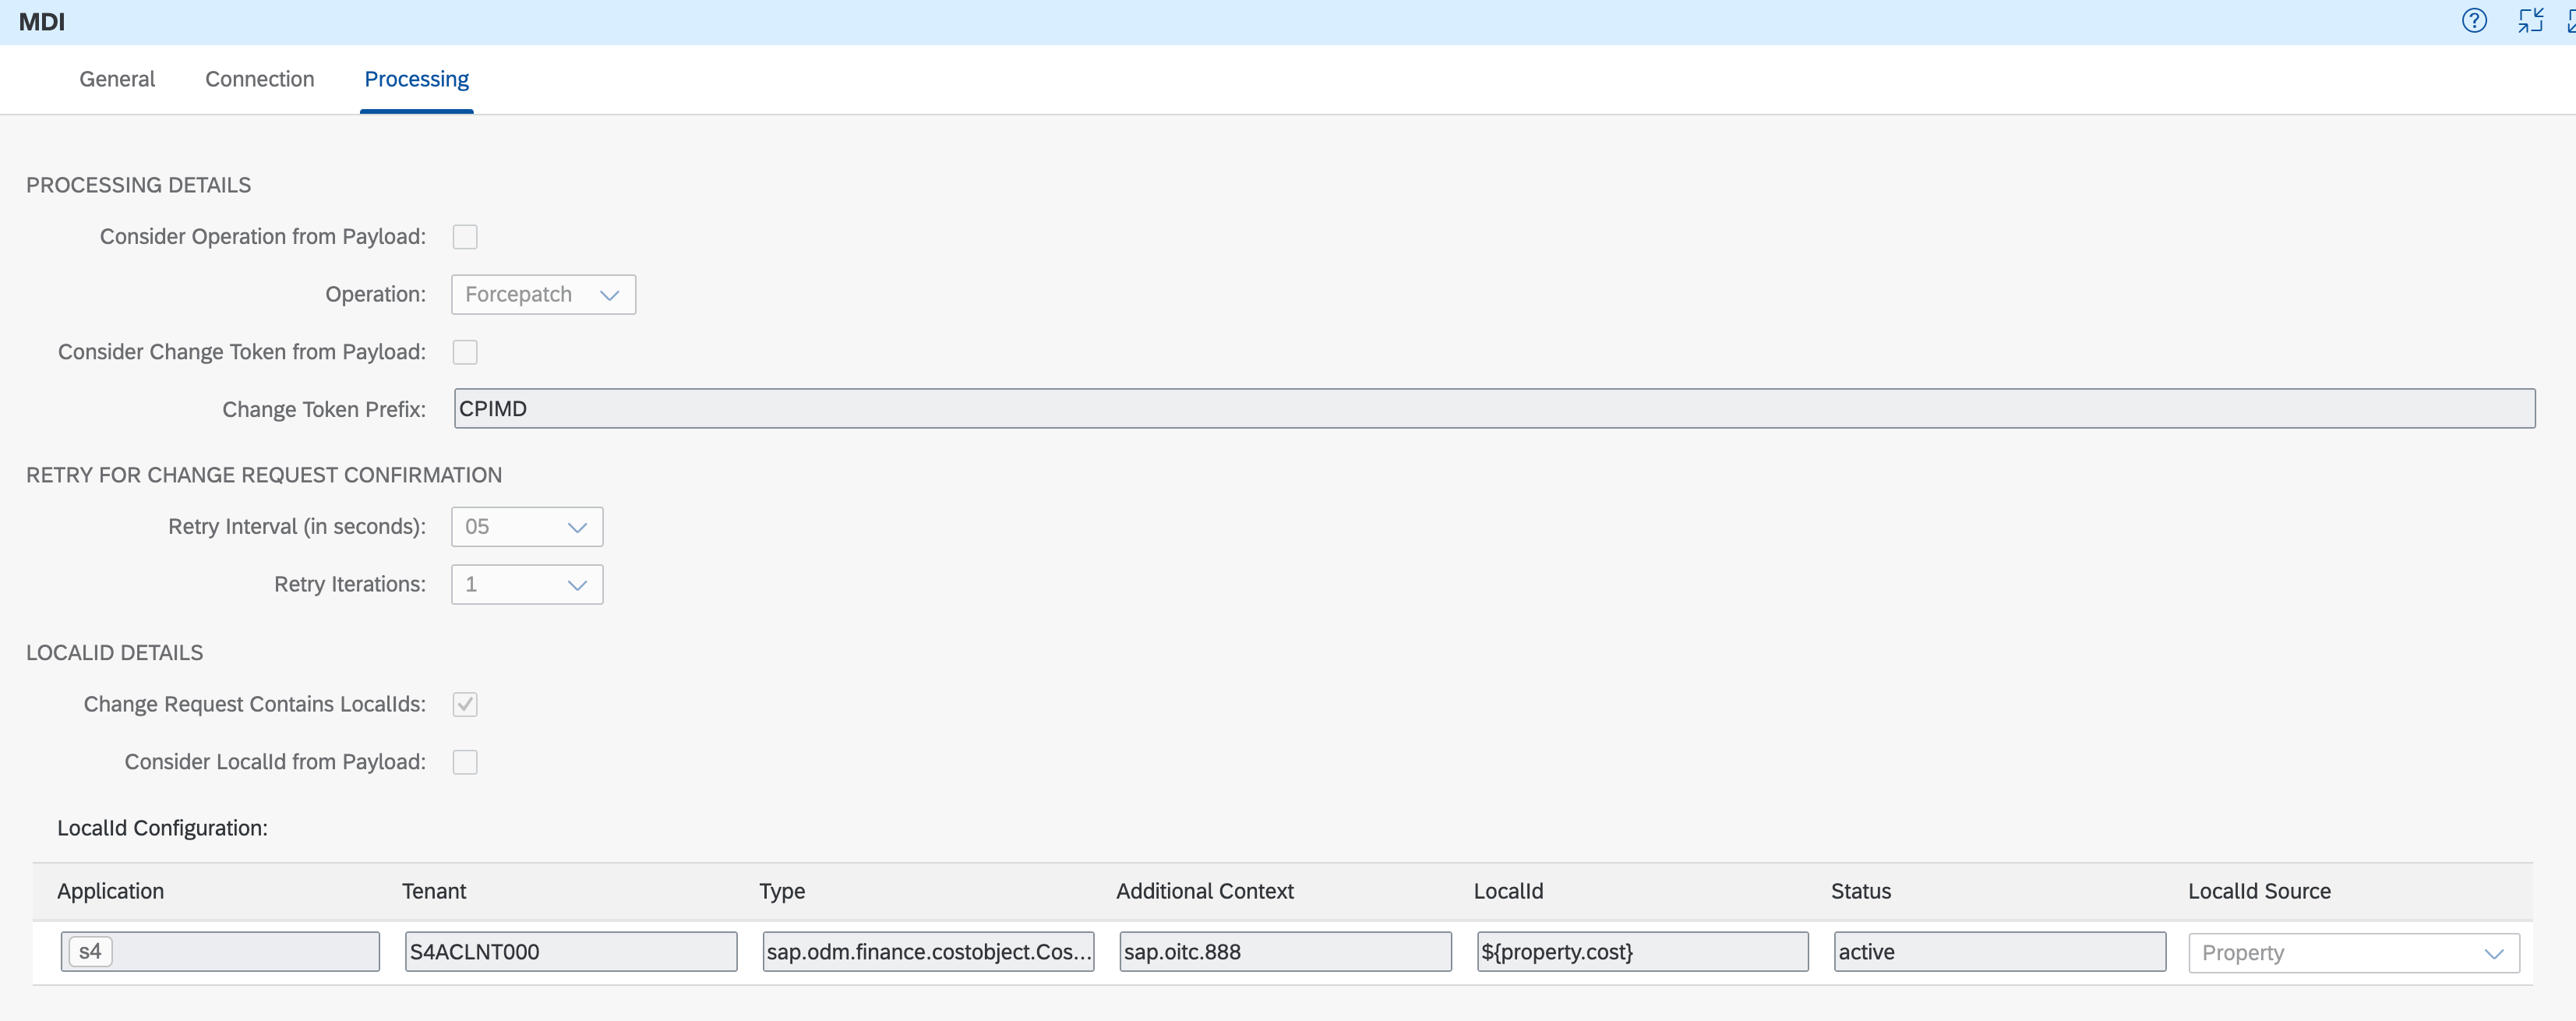 MDI
General Connection Processing
PROCESSING DETAILS
Consider Operation from Payload:
Operation: Forcepatch
Consider Change Token from Payload:
Change Token Prefix: CPIMD
RETRY FOR CHANGE REQUEST CONFIRMATION
Retry Interval (in seconds): 05
Retry Iterations: 1
LOCALID DETAILS
Change Request Contains LocalIds:
Consider LocalId from Payload:
LocalId Configuration:
Application Tenant Type Additional Context LocalId Status LocalId Source
s4 S4ACLNT000 sap.odm.finance.costobject.Cos... sap.oitc.888 ${property.cost} active Property